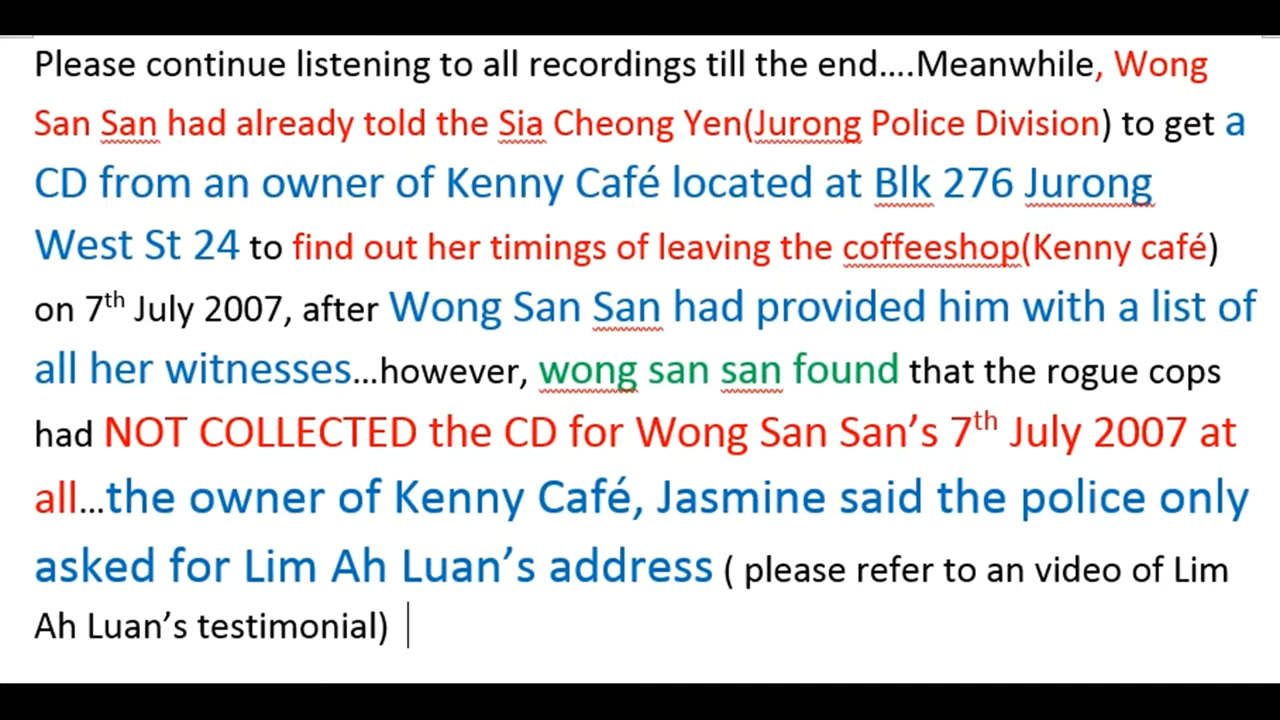 Please continue listening to all recordings till the end....Meanwhile, Wong
San San had already told the Sia Cheong Yen(Jurong Police Division) to get a
CD from an owner of Kenny Café located at Blk 276 Jurong
West St 24 to find out her timings of leaving the coffeeshop(Kenny café)
on 7th July 2007, after Wong San San had provided him with a list of
all her witnesses...however, wong san san found that the rogue cops
had NOT COLLECTED the CD for Wong San San’s 7th July 2007 at
all...the owner of Kenny Café, Jasmine said the police only
asked for Lim Ah Luan’s address ( please refer to an video of Lim
Ah Luan’s testimonial)